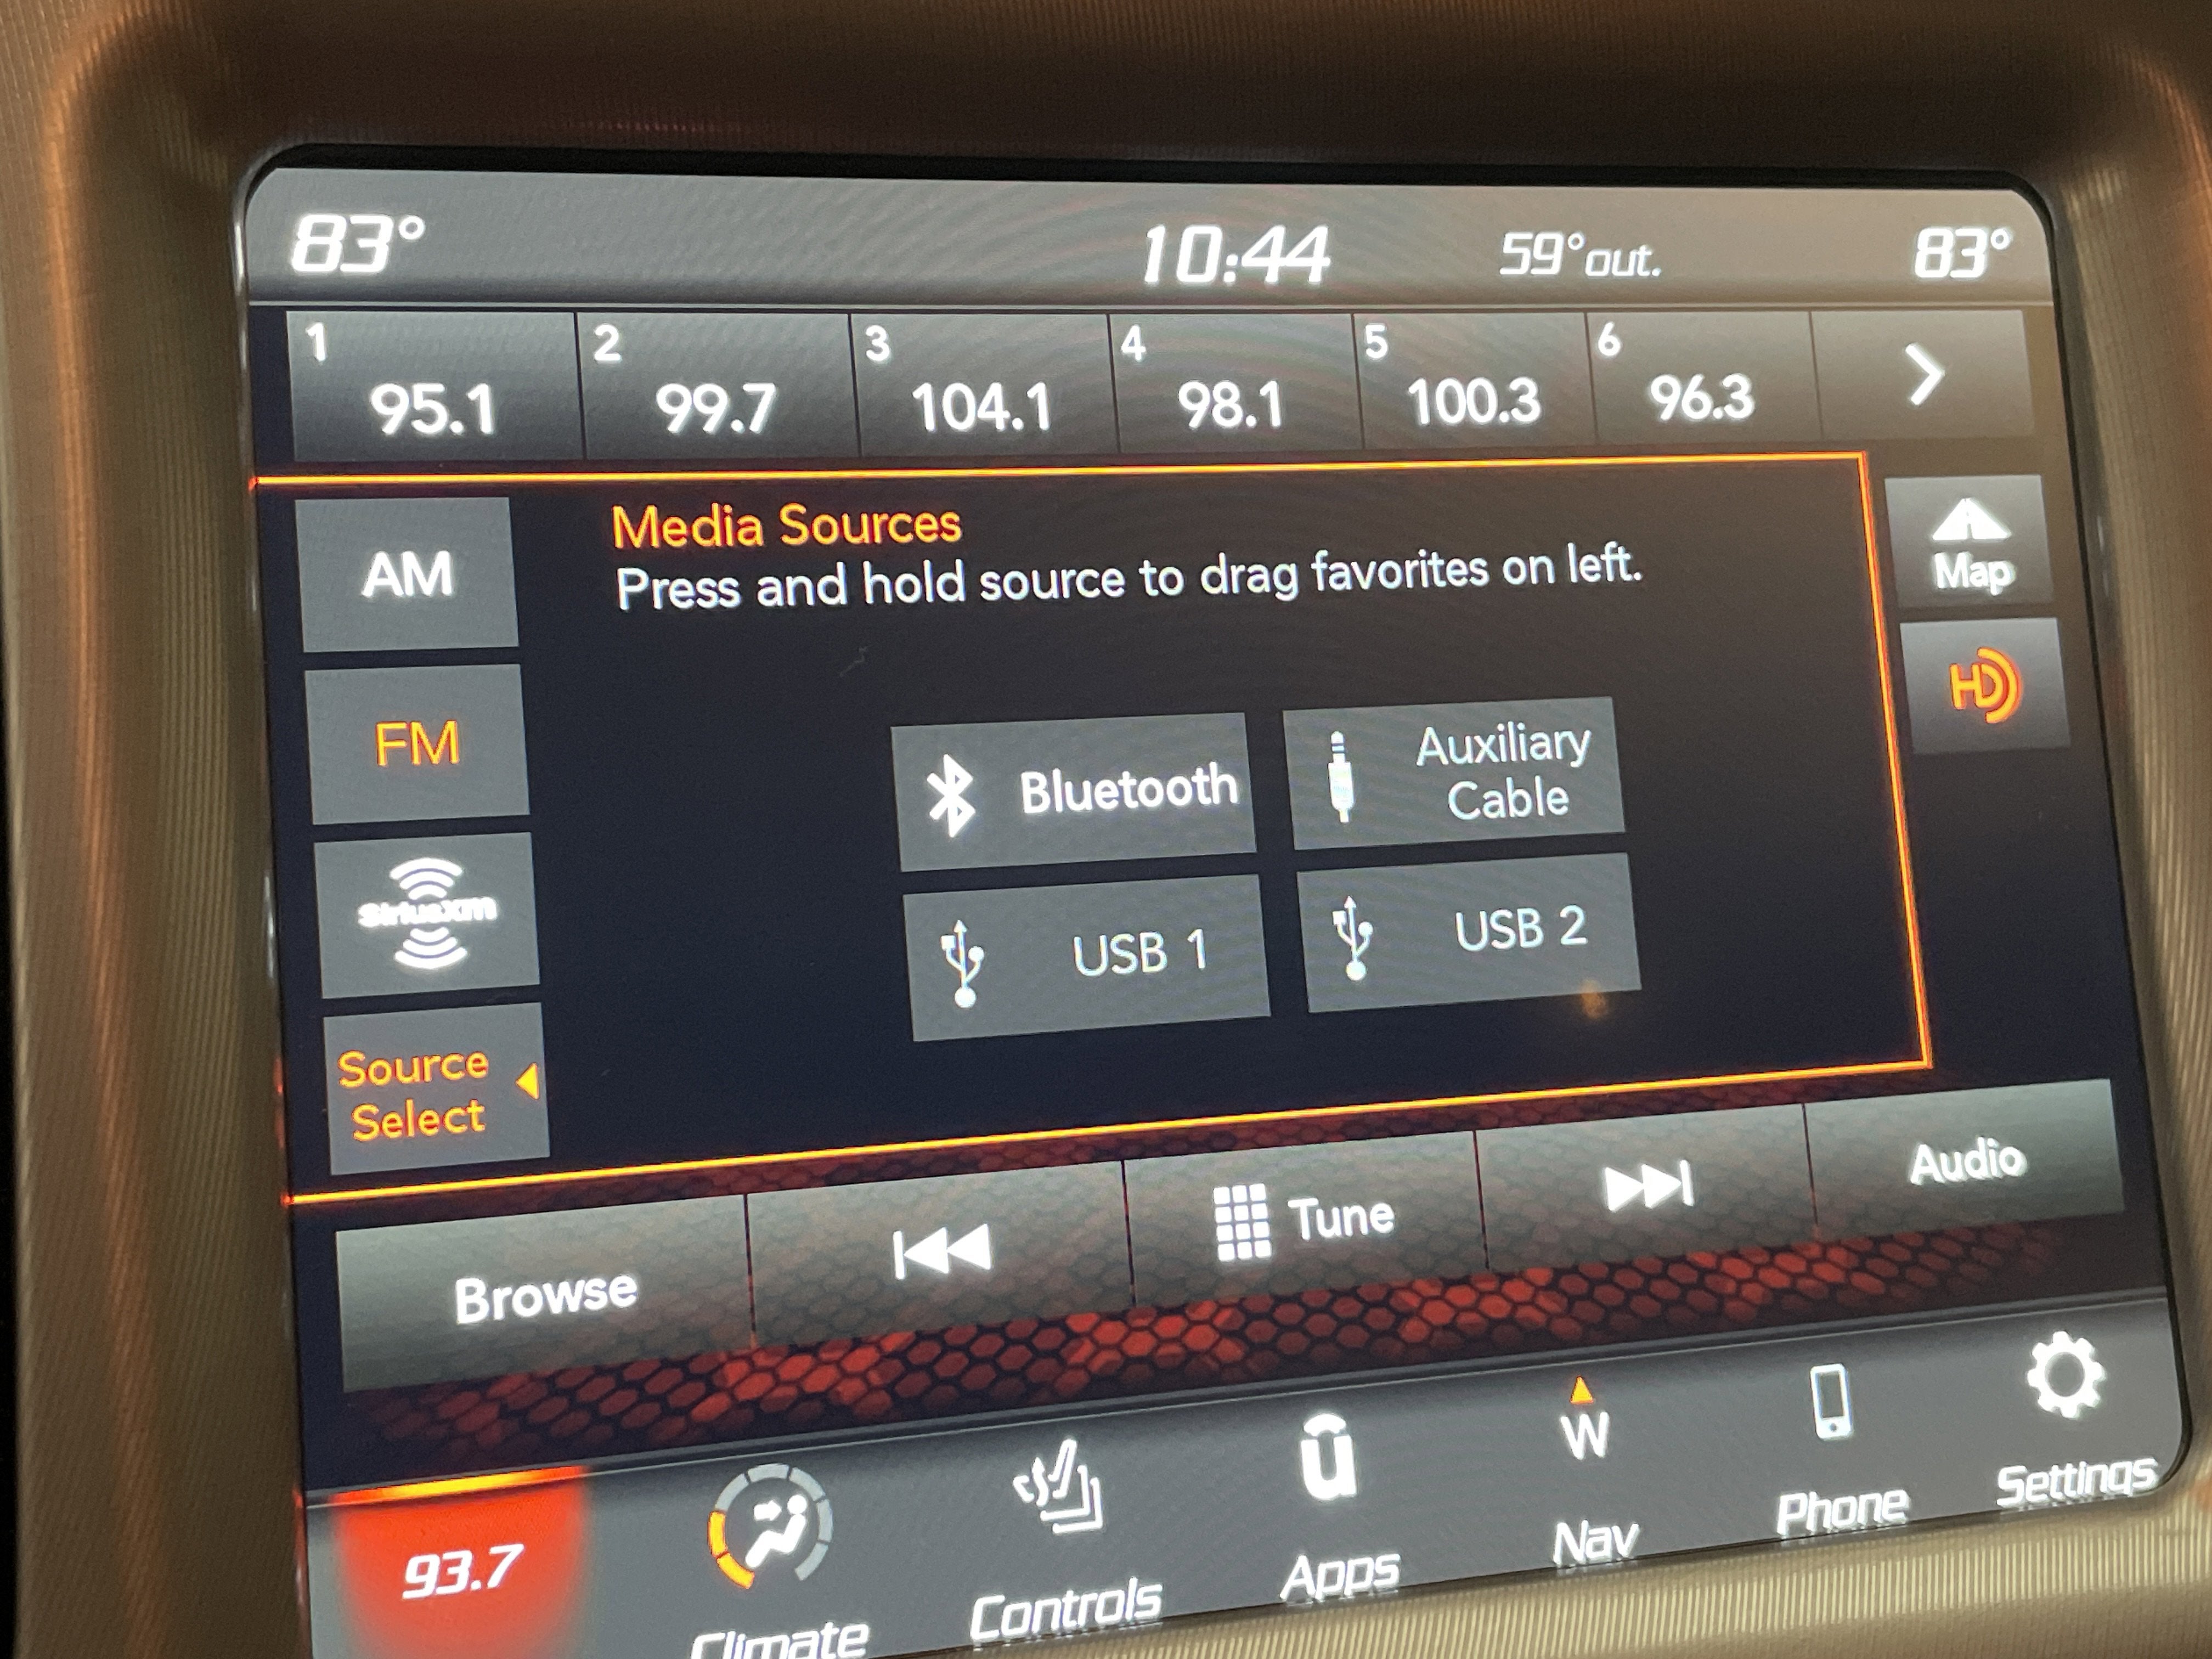 83° 10:44 59°out. 83°
1 2 3 4 5 6
95.1 99.7 104.1 98.1 100.3 96.3
AM
FM
SiriusXM
Source
Select
Media Sources
Press and hold source to drag favorites on left.
Bluetooth
Auxiliary
Cable
USB 1
USB 2
Map
HD
Browse
Tune
Audio
93.7
Climate
Controls
u
Apps
W
Nav
Phone
Settings